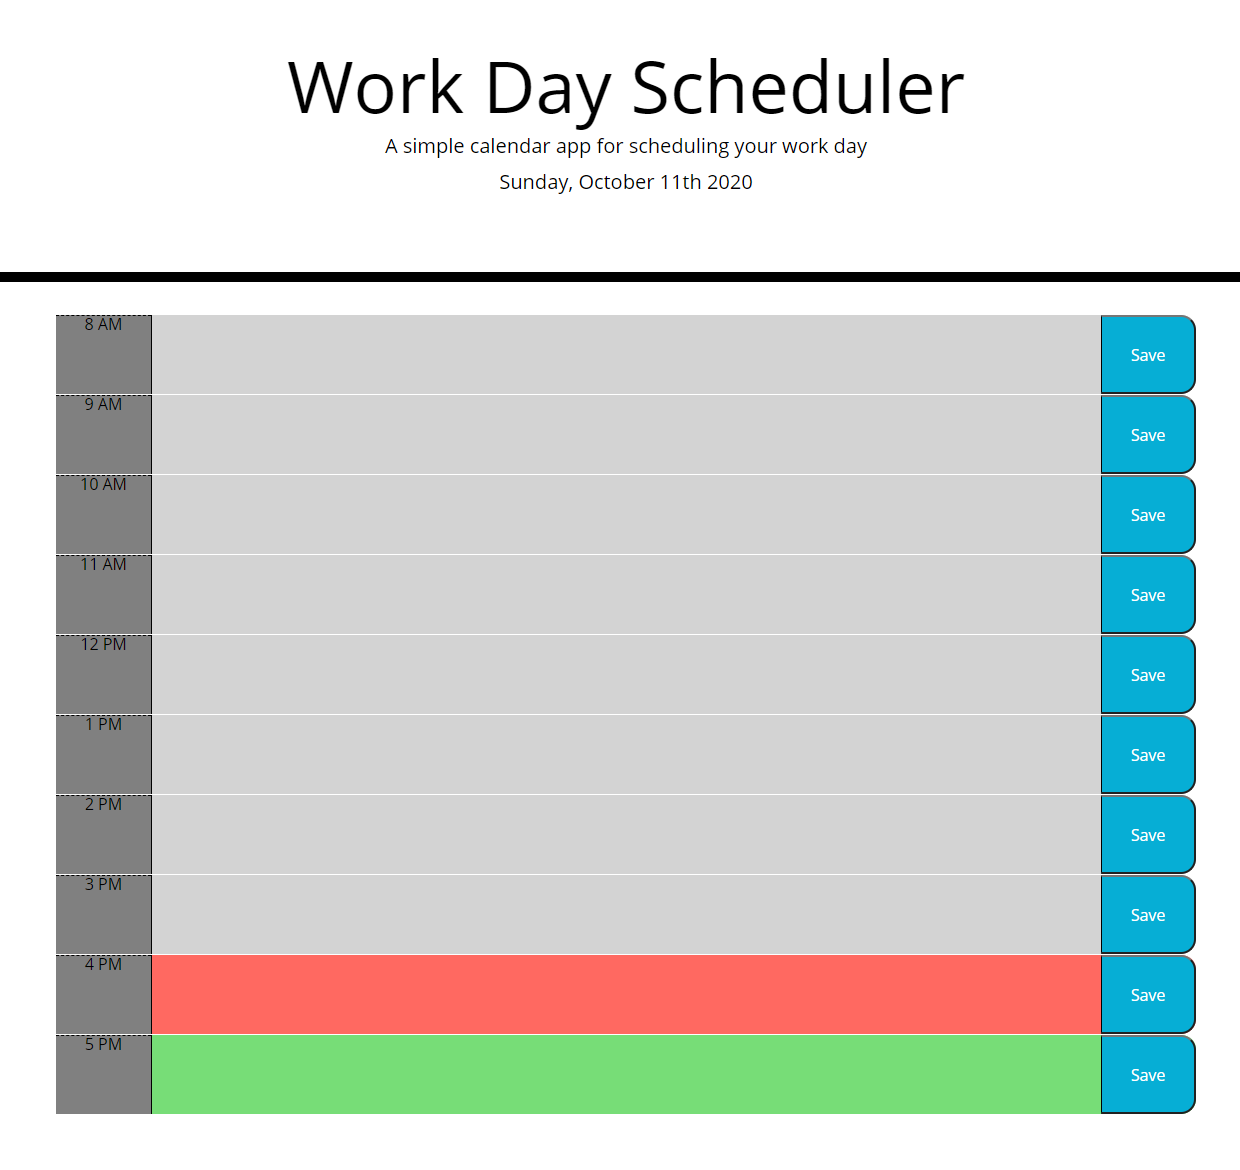 Work Day Scheduler
A simple calendar app for scheduling your work day
Sunday, October 11th 2020
8 AM Save
9 AM Save
10 AM Save
11 AM Save
12 PM Save
1 PM Save
2 PM Save
3 PM Save
4 PM Save
5 PM Save